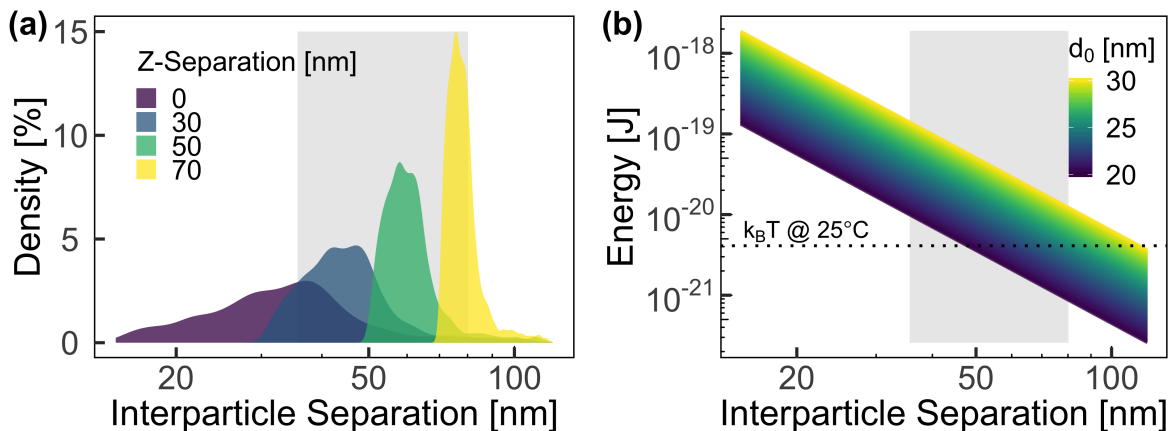 (a)
Z-Separation [nm]
0
30
50
70
15
10
5
0
Density [%]
20
50
100
Interparticle Separation [nm]
(b)
d₀ [nm]
30
25
20
10⁻¹⁸
10⁻¹⁹
10⁻²⁰
10⁻²¹
Energy [J]
k_BT @ 25°C
20
50
100
Interparticle Separation [nm]